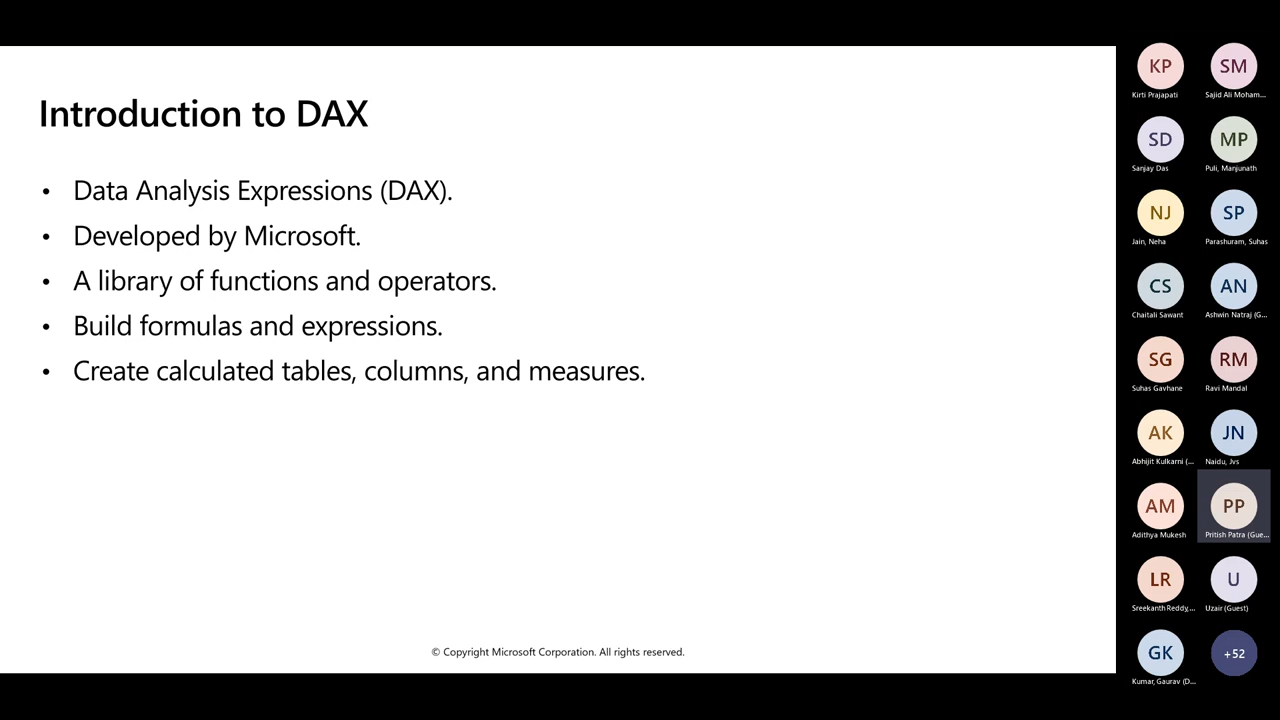 Introduction to DAX
• Data Analysis Expressions (DAX).
• Developed by Microsoft.
• A library of functions and operators.
• Build formulas and expressions.
• Create calculated tables, columns, and measures.
© Copyright Microsoft Corporation. All rights reserved.
KP SM
Kirti Prajapati Sajid Ali Moham...
SD MP
Sanjay Das Puli, Manjunath
NJ SP
Jain, Neha Parashuram, Suhas
CS AN
Chaitali Sawant Ashwin Natraj (G...
SG RM
Suhas Gavhane Ravi Mandal
AK JN
Abhijit Kulkarni (... Naidu, Jvs
AM PP
Adithya Mukesh Pritish Patra (Gue...
LR U
Sreekanth Reddy,... Uzair (Guest)
GK +52
Kumar, Gaurav (D...